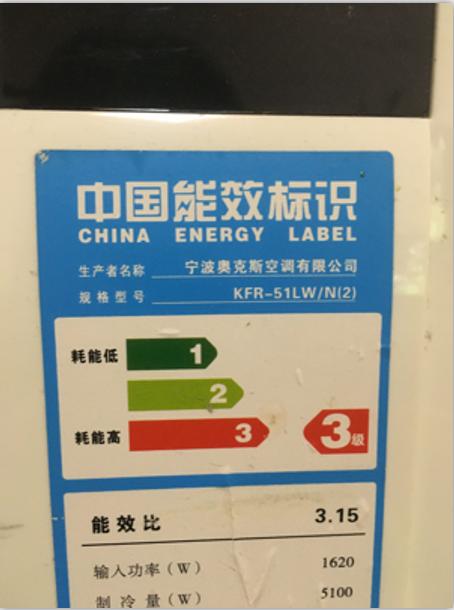 中国能效标识
CHINA ENERGY LABEL
生产者名称 宁波奥克斯空调有限公司
规格型号 KFR-51LW/N(2)
耗能低 1
2
耗能高 3 3级
能效比 3.15
输入功率(W) 1620
制冷量(W) 5100